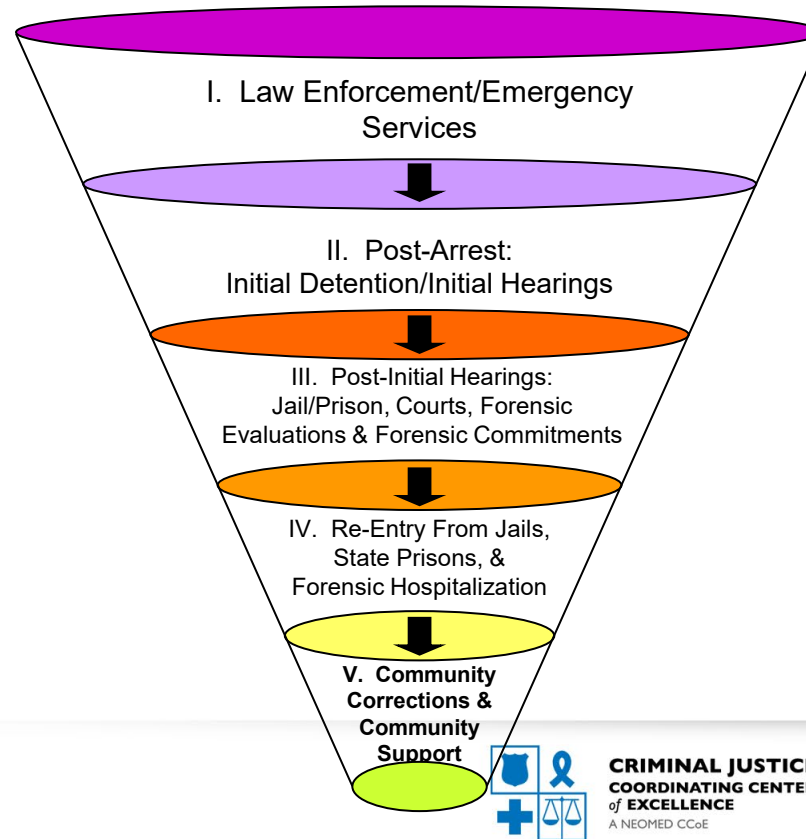 I. Law Enforcement/Emergency
Services
II. Post-Arrest:
Initial Detention/Initial Hearings
III. Post-Initial Hearings:
Jail/Prison, Courts, Forensic
Evaluations & Forensic Commitments
IV. Re-Entry From Jails,
State Prisons, &
Forensic Hospitalization
V. Community
Corrections &
Community
Support
CRIMINAL JUSTIC
COORDINATING CENTE
of EXCELLENCE
A NEOMED CCoE